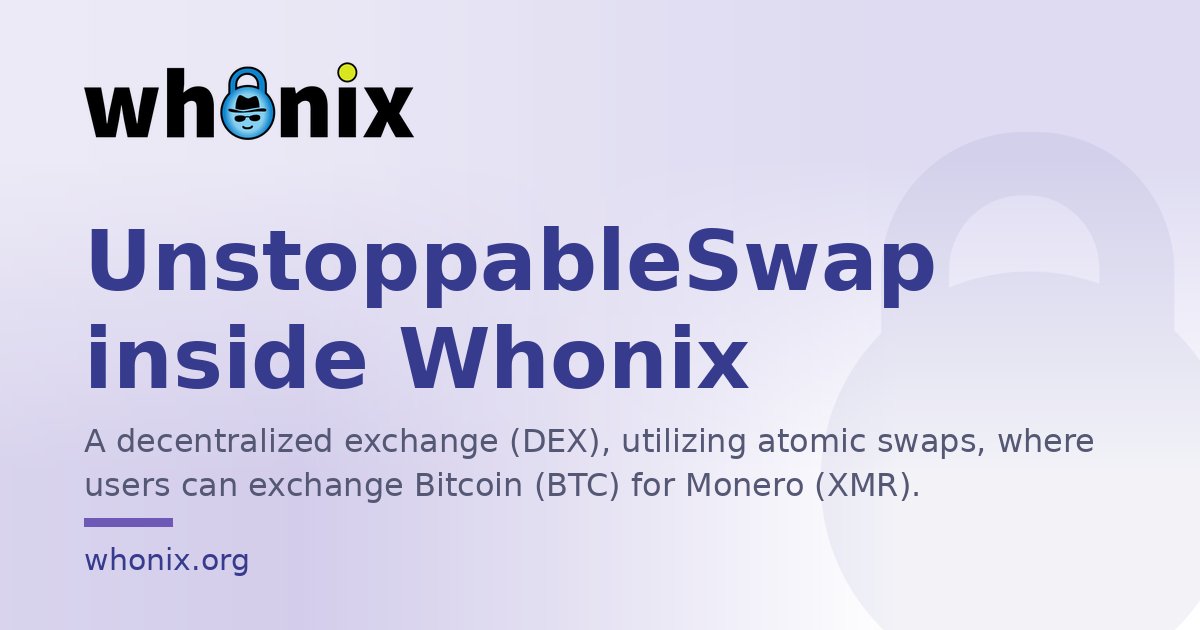 whonix
UnstoppableSwap
inside Whonix
A decentralized exchange (DEX), utilizing atomic swaps, where
users can exchange Bitcoin (BTC) for Monero (XMR).
whonix.org